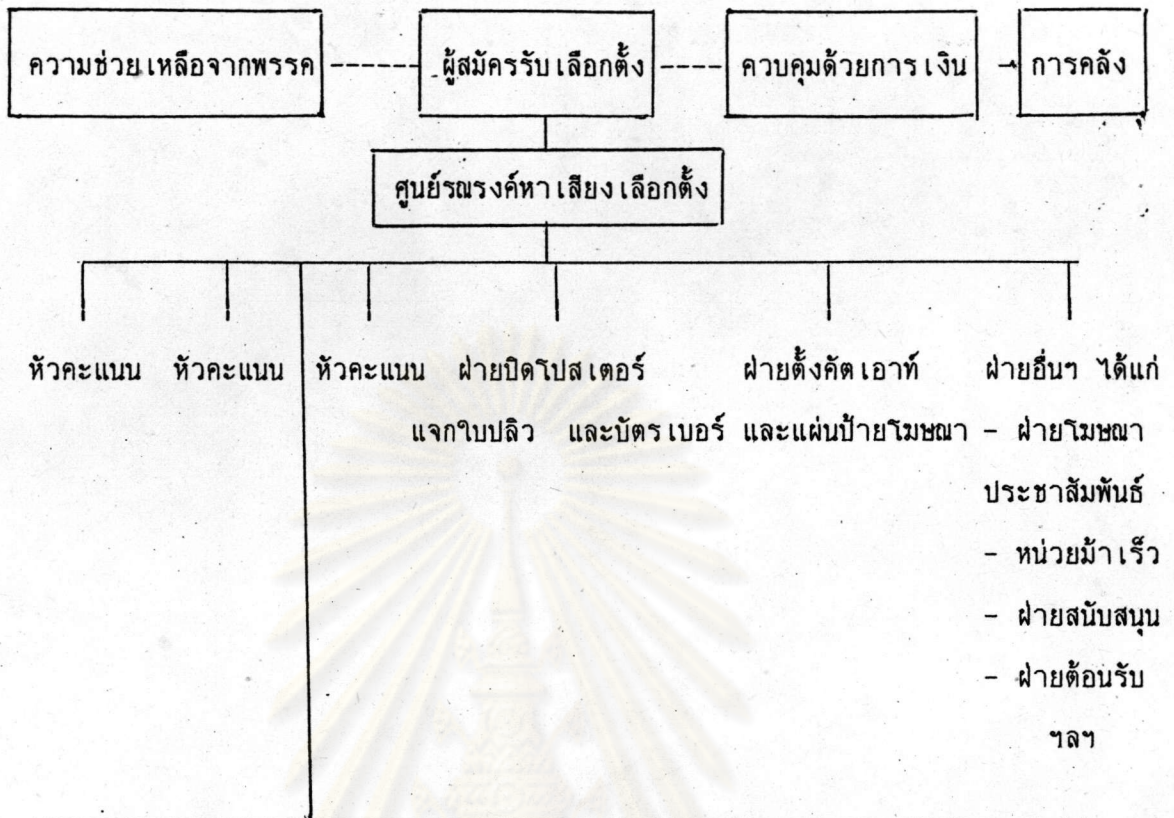 ความช่วยเหลือจากพรรค ผู้สมัครรับเลือกตั้ง ควบคุมด้วยการเงิน การคลัง
ศูนย์รณรงค์หาเสียงเลือกตั้ง
หัวคะแนน หัวคะแนน หัวคะแนน ฝ่ายปิดโปสเตอร์ ฝ่ายตั้งคัตเอาท์ ฝ่ายอื่นๆ ได้แก่
แจกใบปลิว และบัตรเบอร์ และแผ่นป้ายโฆษณา - ฝ่ายโฆษณา
ประชาสัมพันธ์
- หน่วยม้าเร็ว
- ฝ่ายสนับสนุน
- ฝ่ายต้อนรับ
ฯลฯ